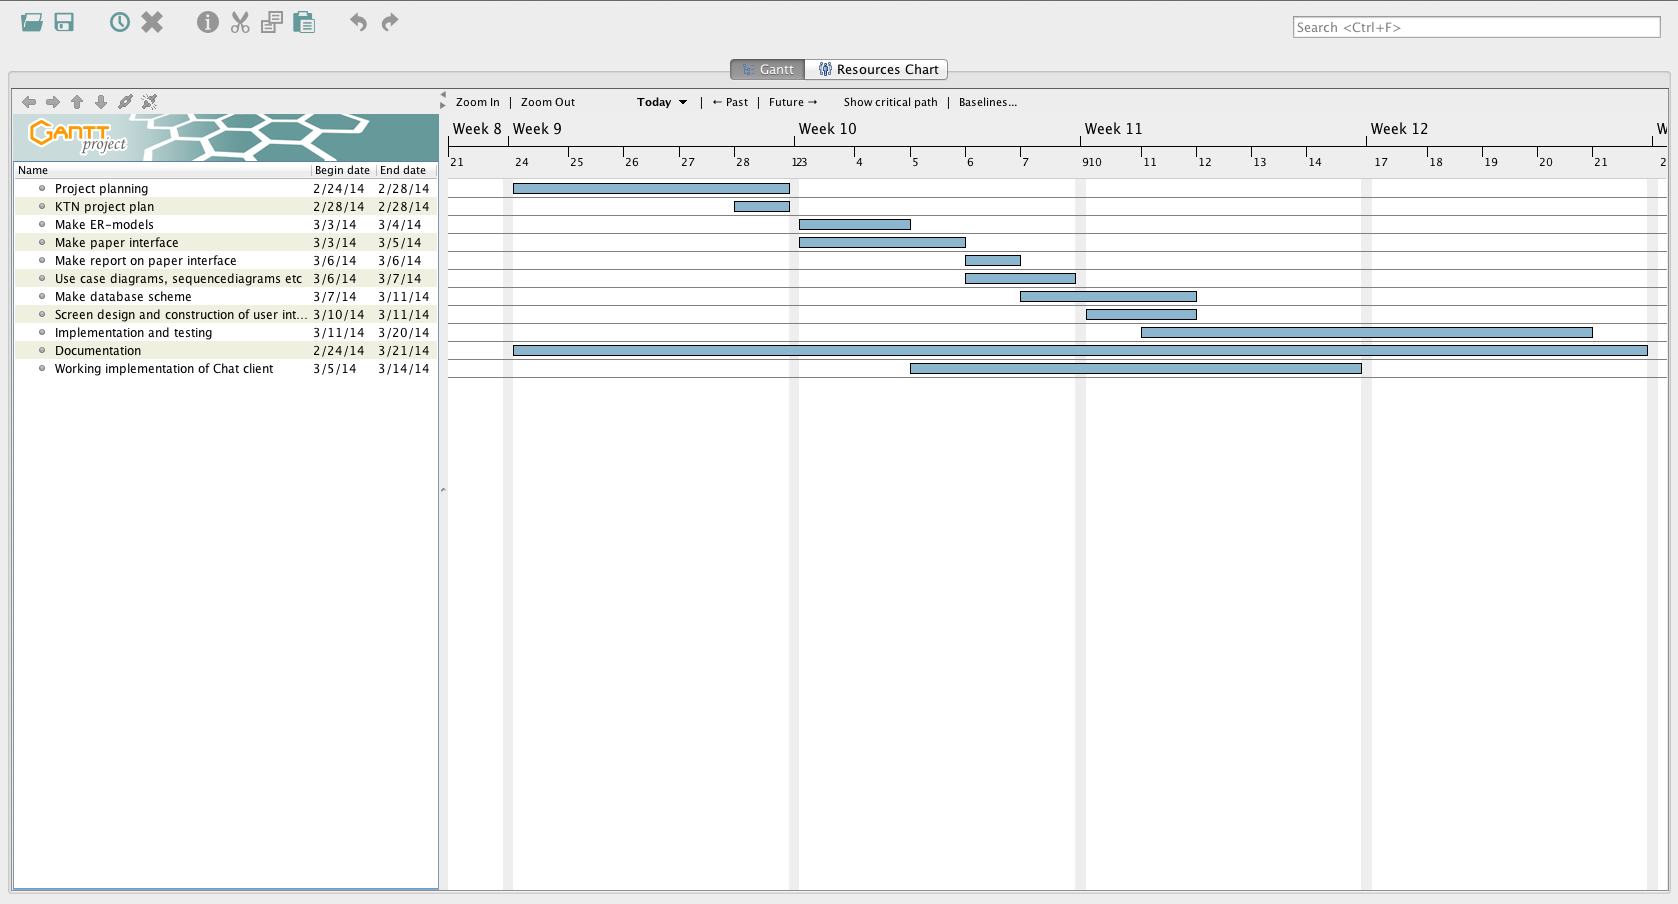 Search <Ctrl+F>
Gantt
Resources Chart
Zoom In | Zoom Out Today | ←Past | Future→ Show critical path | Baselines...
GANTT
project
Week 8 Week 9 Week 10 Week 11 Week 12 W
21 24 25 26 27 28 1 2 3 4 5 6 7 9 10 11 12 13 14 17 18 19 20 21 2
Name Begin date End date
Project planning 2/24/14 2/28/14
KTN project plan 2/28/14 2/28/14
Make ER-models 3/3/14 3/4/14
Make paper interface 3/3/14 3/5/14
Make report on paper interface 3/6/14 3/6/14
Use case diagrams, sequencediagrams etc 3/6/14 3/7/14
Make database scheme 3/7/14 3/11/14
Screen design and construction of user int... 3/10/14 3/11/14
Implementation and testing 3/11/14 3/20/14
Documentation 2/24/14 3/21/14
Working implementation of Chat client 3/5/14 3/14/14